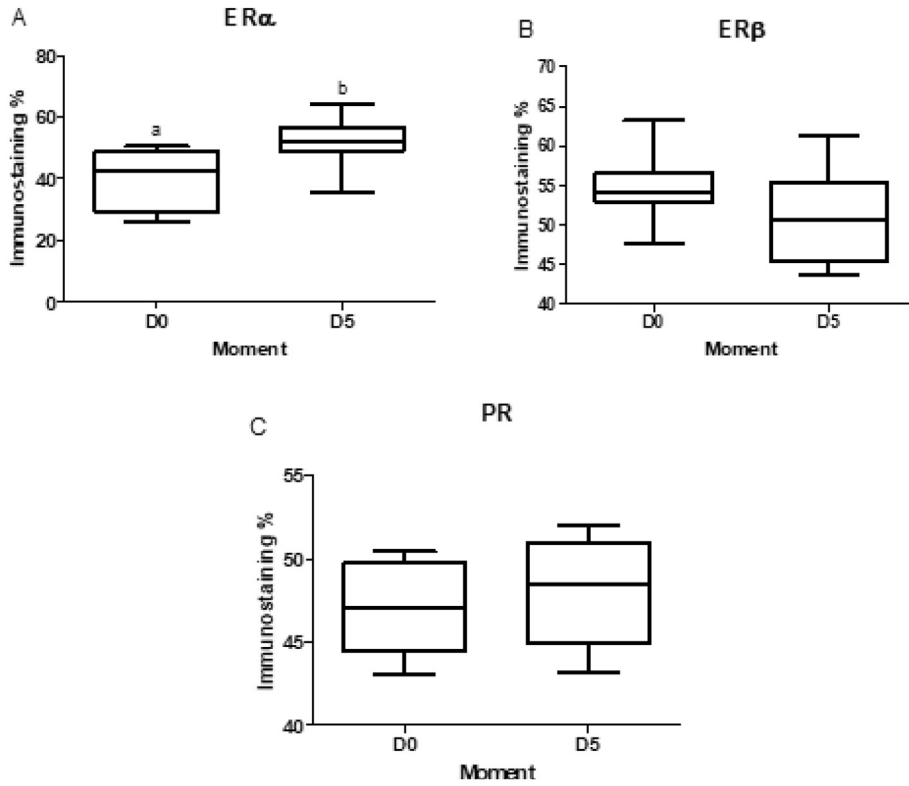 A
ERα
Immunostaining %
80
60
40
20
0
a
b
D0
D5
Moment
B
ERβ
Immunostaining %
70
65
60
55
50
45
40
D0
D5
Moment
C
PR
Immunostaining %
55
50
45
40
D0
D5
Moment